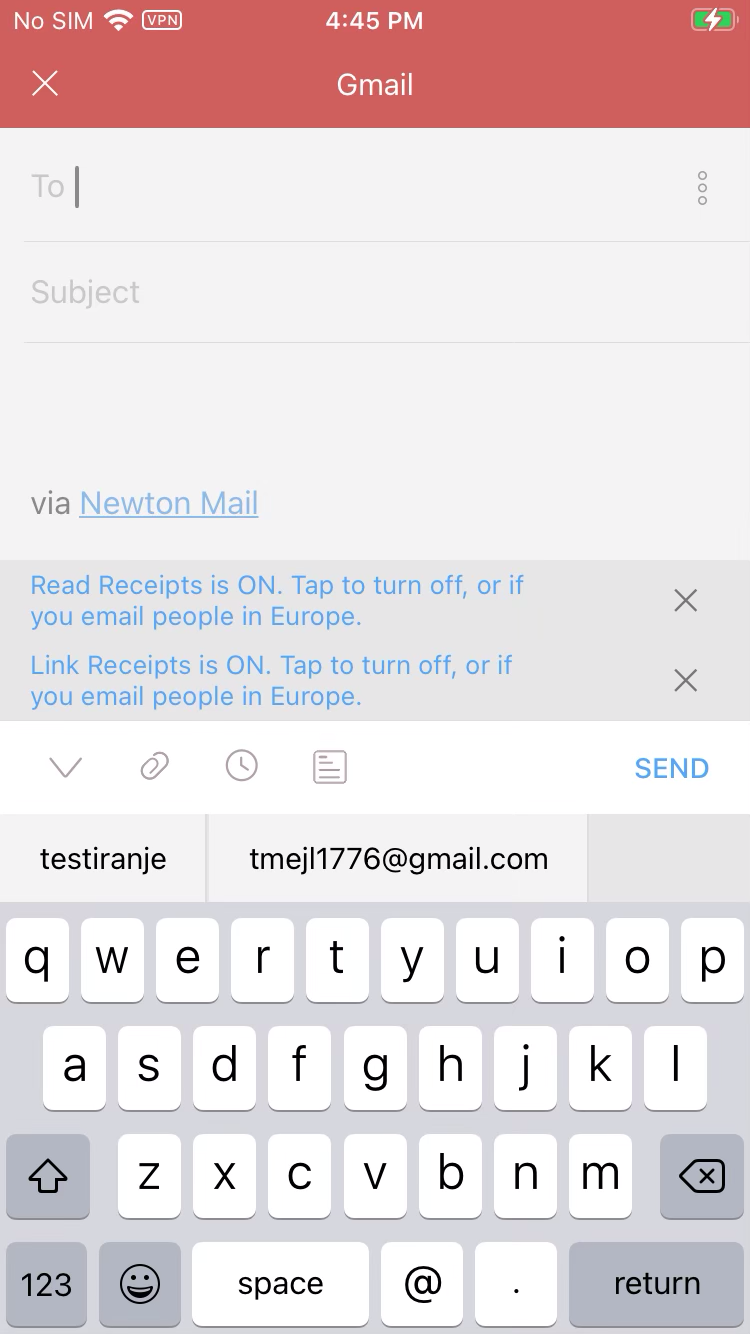 No SIM VPN 4:45 PM
Gmail
To
Subject
via Newton Mail
Read Receipts is ON. Tap to turn off, or if
you email people in Europe.
Link Receipts is ON. Tap to turn off, or if
you email people in Europe.
SEND
testiranje tmejl1776@gmail.com
q w e r t y u i o p
a s d f g h j k l
z x c v b n m
123 space @ . return